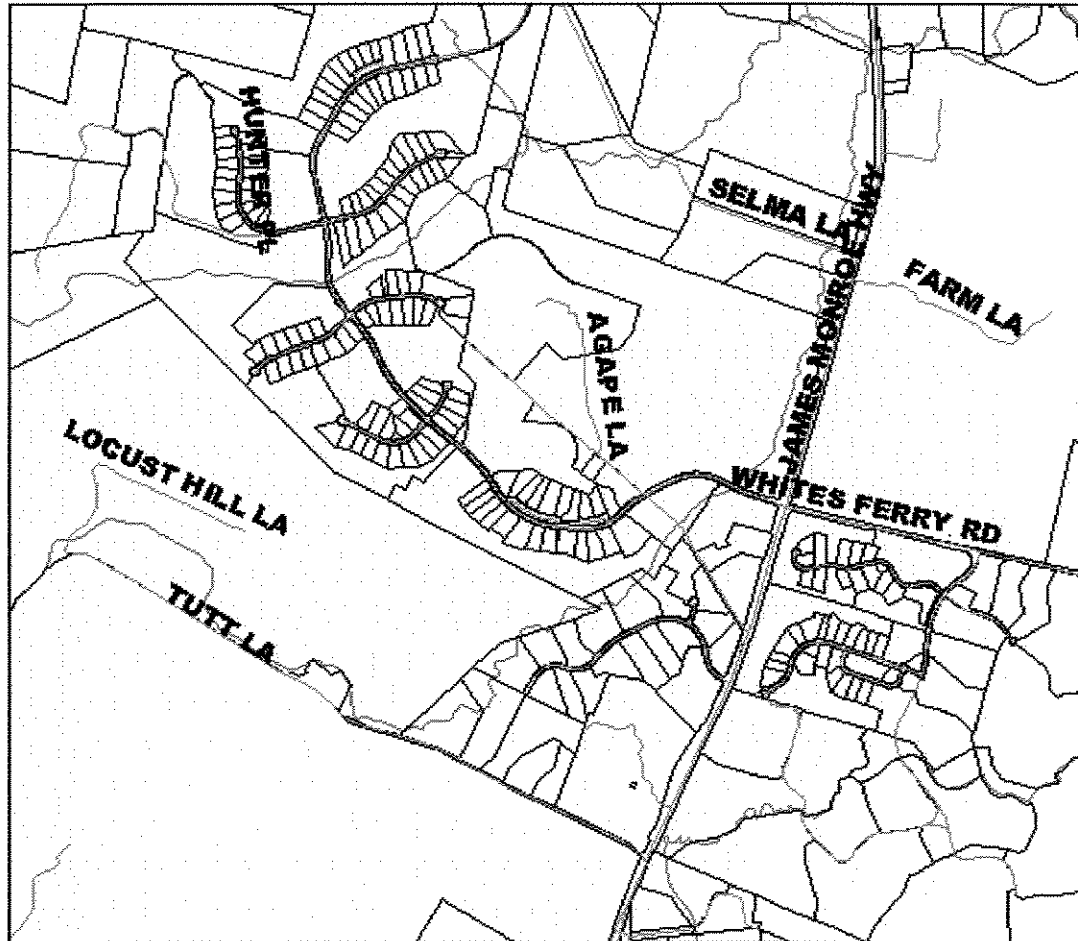 HUNTER PL
SELMA LA
JAMES MONROE HWY
FARM LA
AGAPE LA
LOCUST HILL LA
WHITES FERRY RD
TUTT LA